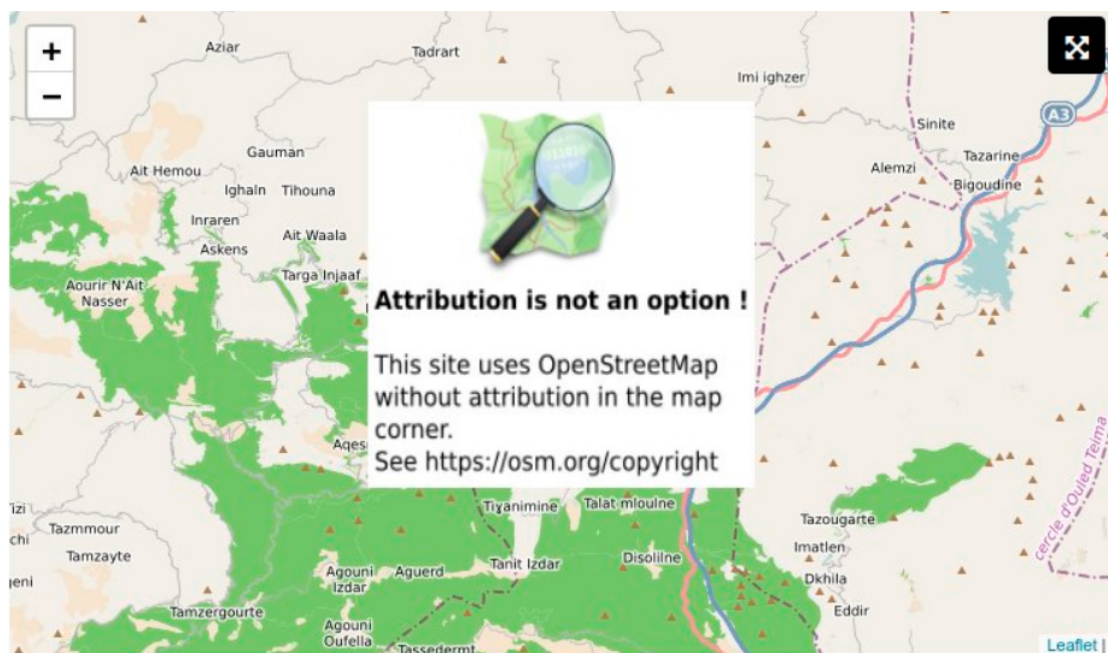 +
−
Aziar
Tadrart
Imi ighzer
A3
Sinite
Tazarine
Alemzi
Bigoudine
Gauman
Ait Hemou
Ighaln
Tihouna
Inraren
Ait Waala
Askens
Targa Injaaf
Aourir N'Ait
Nasser
Attribution is not an option !
This site uses OpenStreetMap
without attribution in the map
corner.
See https://osm.org/copyright
cercle d'Ouled Teima
Tiɣanimine
Talat mloulne
Tazougarte
Tazmmour
Tamzayte
Imatlen
Disolilne
Tanit Izdar
Agouni
Izdar
Aguerd
Dkhila
Eddir
Tamzergourte
Agouni
Oufella
Tassedermt
Leaflet |